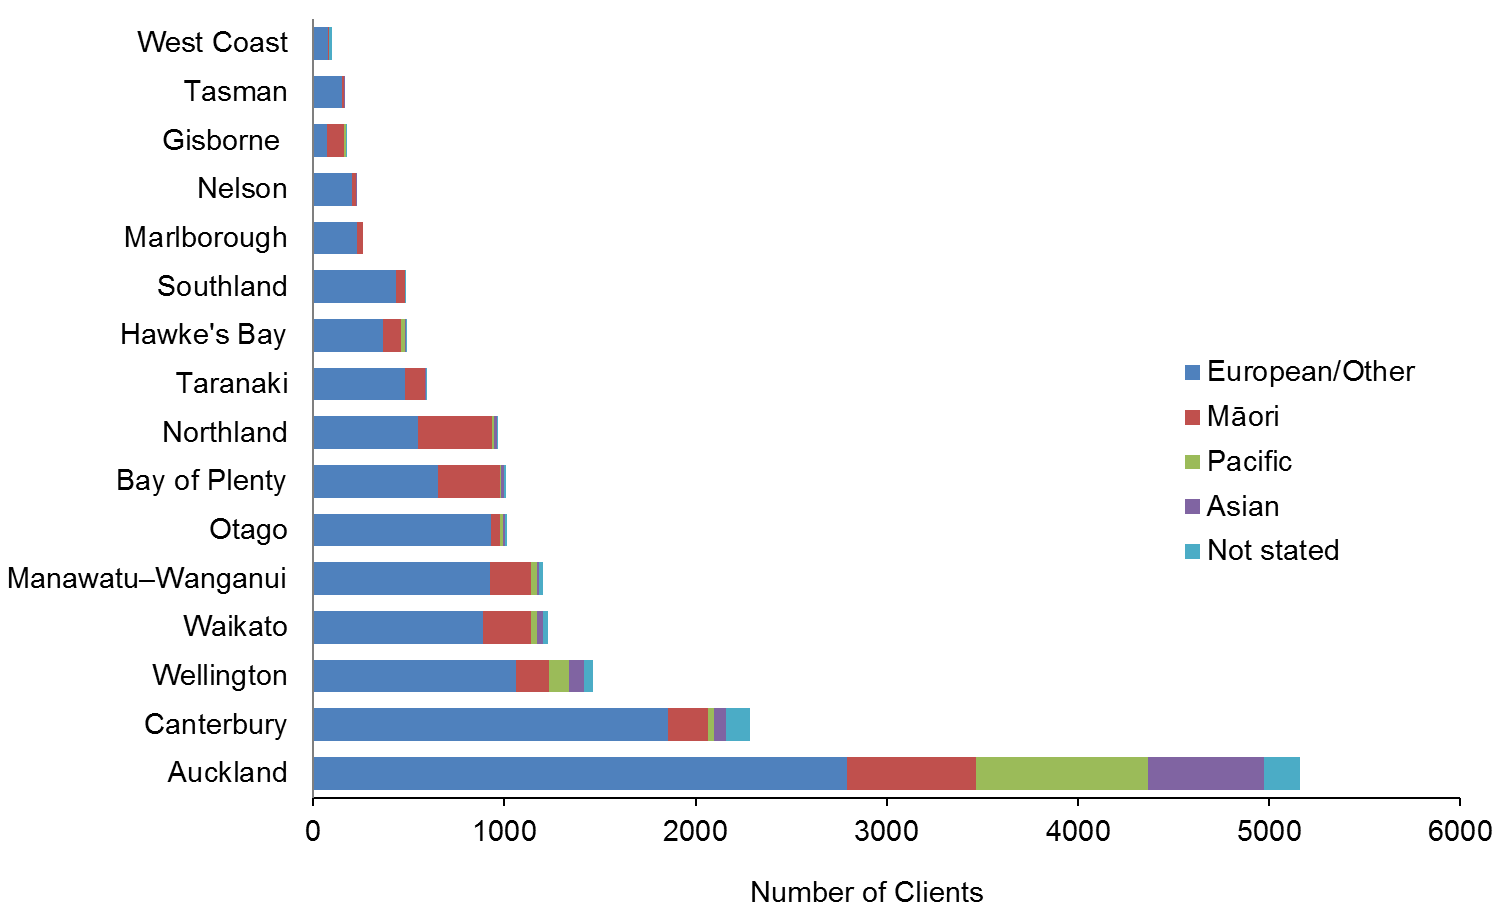 West Coast
Tasman
Gisborne
Nelson
Marlborough
Southland
Hawke's Bay
Taranaki
Northland
Bay of Plenty
Otago
Manawatu–Wanganui
Waikato
Wellington
Canterbury
Auckland
European/Other
Māori
Pacific
Asian
Not stated
0 1000 2000 3000 4000 5000 6000
Number of Clients